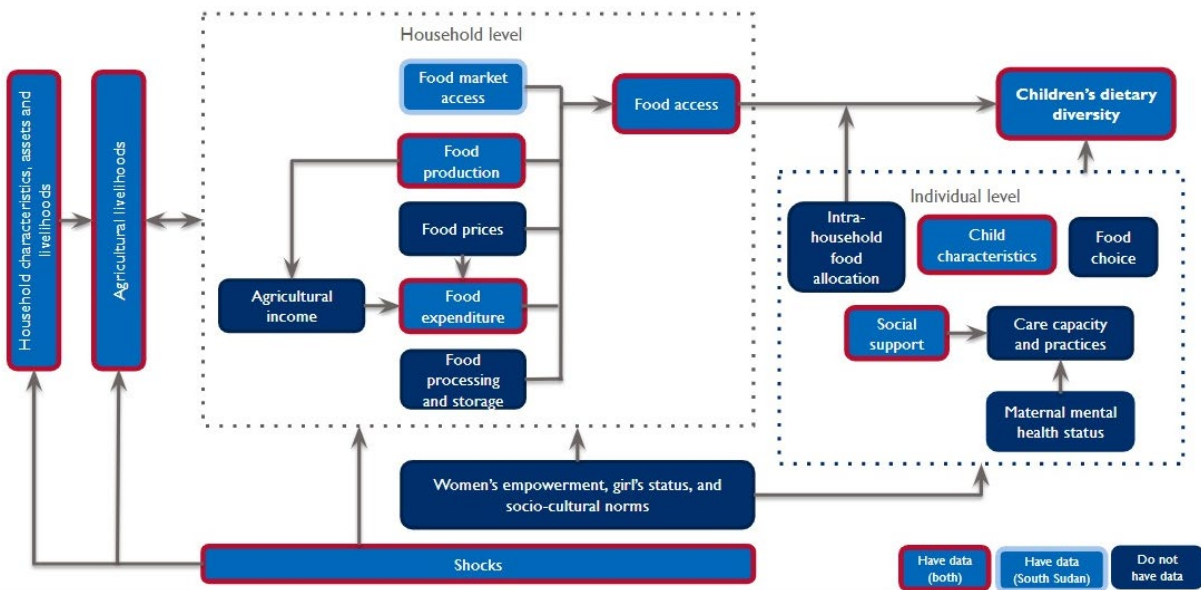 Household characteristics, assets and
livelihoods
Agricultural livelihoods
Household level
Food market
access
Food access
Food
production
Food prices
Agricultural
income
Food
expenditure
Food
processing
and storage
Children's dietary
diversity
Individual level
Intra-
household
food
allocation
Child
characteristics
Food
choice
Social
support
Care capacity
and practices
Maternal mental
health status
Women's empowerment, girl's status, and
socio-cultural norms
Shocks
Have data
(both)
Have data
(South Sudan)
Do not
have data